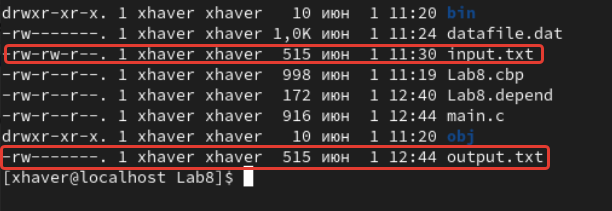 drwxr-xr-x. 1 xhaver xhaver   10 июн  1 11:20 bin
-rw-------. 1 xhaver xhaver 1,0K июн  1 11:24 datafile.dat
-rw-rw-r--. 1 xhaver xhaver  515 июн  1 11:30 input.txt
-rw-r--r--. 1 xhaver xhaver  998 июн  1 11:19 Lab8.cbp
-rw-r--r--. 1 xhaver xhaver  172 июн  1 12:40 Lab8.depend
-rw-r--r--. 1 xhaver xhaver  916 июн  1 12:44 main.c
drwxr-xr-x. 1 xhaver xhaver   10 июн  1 11:20 obj
-rw-------. 1 xhaver xhaver  515 июн  1 12:44 output.txt
[xhaver@localhost Lab8]$